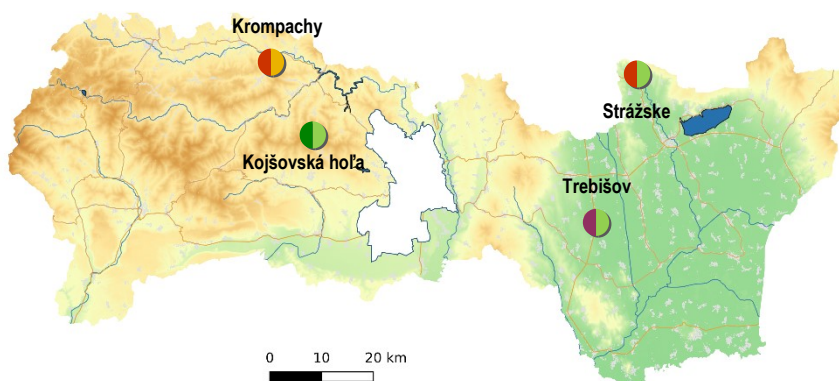 Krompachy
Strážske
Kojšovská hoľa
Trebišov
0 10 20 km